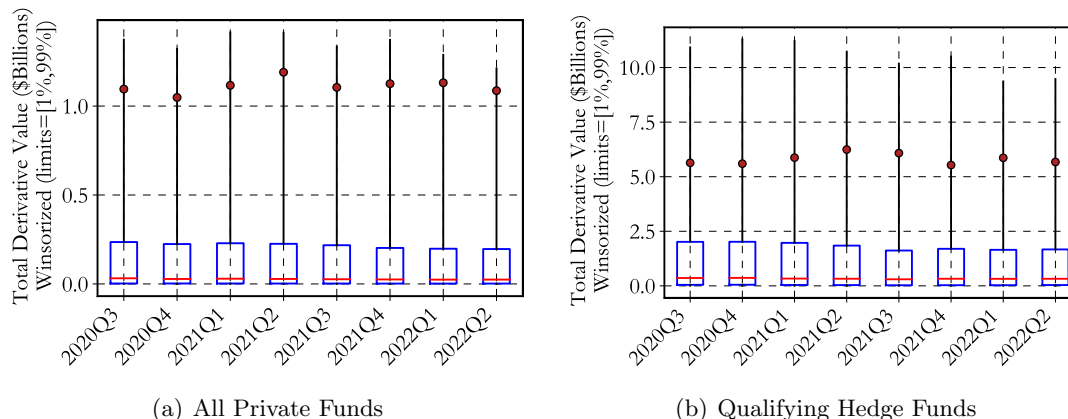 Total Derivative Value ($Billions)
Winsorized (limits=[1%,99%])
1.0
0.5
0.0
2020Q3
2020Q4
2021Q1
2021Q2
2021Q3
2021Q4
2022Q1
2022Q2
(a) All Private Funds
Total Derivative Value ($Billions)
Winsorized (limits=[1%,99%])
10.0
7.5
5.0
2.5
0.0
2020Q3
2020Q4
2021Q1
2021Q2
2021Q3
2021Q4
2022Q1
2022Q2
(b) Qualifying Hedge Funds